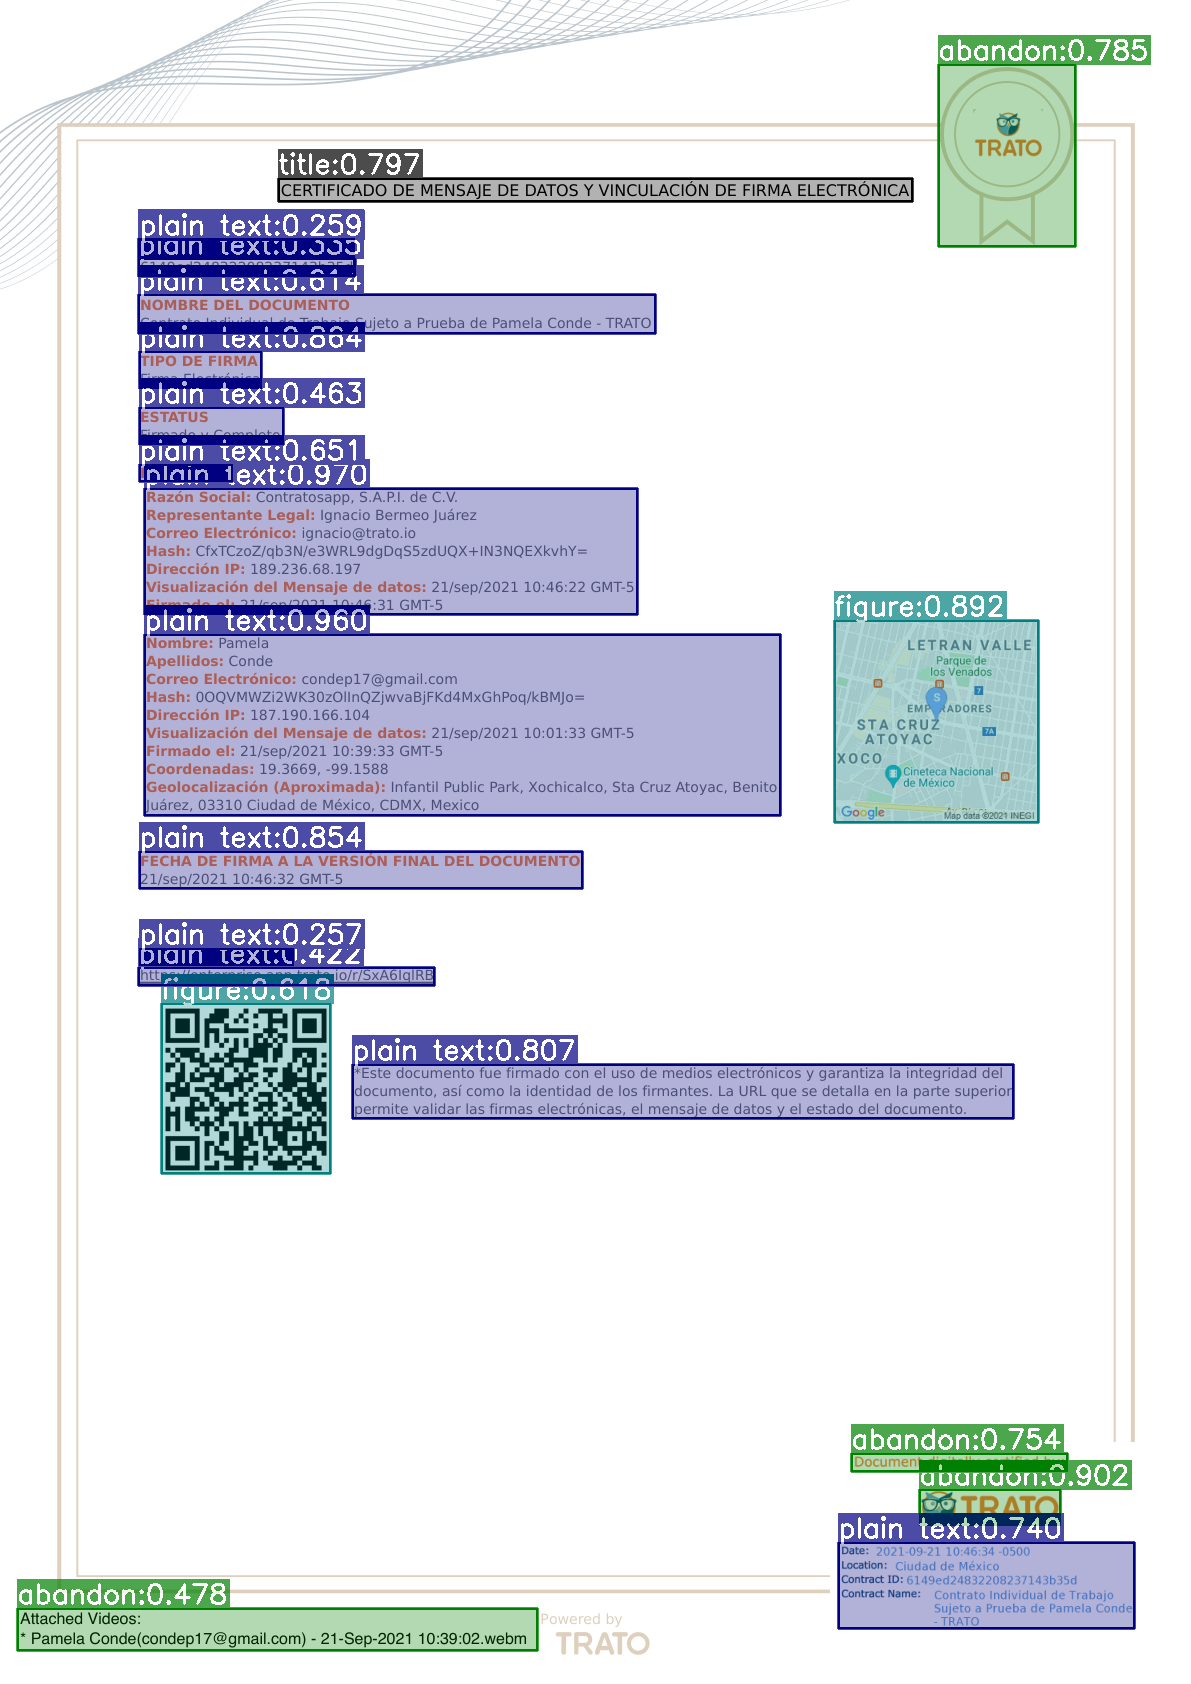 abandon:0.785
TRATO
title:0.797
CERTIFICADO DE MENSAJE DE DATOS Y VINCULACIÓN DE FIRMA ELECTRÓNICA
plain text:0.259
plain text:0.335
plain text:0.614
NOMBRE DEL DOCUMENTO
Contrato Individual de Trabajo Sujeto a Prueba de Pamela Conde - TRATO
plain text:0.864
TIPO DE FIRMA
Firma Electrónica
plain text:0.463
ESTATUS
Firmado y Completo
plain text:0.651
plain text:0.970
Razón Social: Contratosapp, S.A.P.I. de C.V.
Representante Legal: Ignacio Bermeo Juárez
Correo Electrónico: ignacio@trato.io
Hash: CfxTCzoZ/qb3N/e3WRL9dgDqS5zdUQX+IN3NQEXkvhY=
Dirección IP: 189.236.68.197
Visualización del Mensaje de datos: 21/sep/2021 10:46:22 GMT-5
Firmado el: 21/sep/2021 10:46:31 GMT-5
plain text:0.960
Nombre: Pamela
Apellidos: Conde
Correo Electrónico: condep17@gmail.com
Hash: 0OQVMWZi2WK30zOlInQZjwvaBjFKd4MxGhPoq/kBMJo=
Dirección IP: 187.190.166.104
Visualización del Mensaje de datos: 21/sep/2021 10:01:33 GMT-5
Firmado el: 21/sep/2021 10:39:33 GMT-5
Coordenadas: 19.3669, -99.1588
Geolocalización (Aproximada): Infantil Public Park, Xochicalco, Sta Cruz Atoyac, Benito
Juárez, 03310 Ciudad de México, CDMX, Mexico
figure:0.892
LETRAN VALLE
Parque de
los Venados
7
S
EMP RADORES
STA CRUZ
ATOYAC
7A
XOCO
Cineteca Nacional
de México
Google
Map data ©2021 INEGI
plain text:0.854
FECHA DE FIRMA A LA VERSIÓN FINAL DEL DOCUMENTO
21/sep/2021 10:46:32 GMT-5
plain text:0.257
plain text:0.422
https://enterprise.app.trato.io/r/SxA6IqlRB
figure:0.618
plain text:0.807
*Este documento fue firmado con el uso de medios electrónicos y garantiza la integridad del
documento, así como la identidad de los firmantes. La URL que se detalla en la parte superior
permite validar las firmas electrónicas, el mensaje de datos y el estado del documento.
abandon:0.754
Document digitally certified by
abandon:0.902
TRATO
plain text:0.740
Date: 2021-09-21 10:46:34 -0500
Location: Ciudad de México
Contract ID: 6149ed24832208237143b35d
Contract Name: Contrato Individual de Trabajo
Sujeto a Prueba de Pamela Conde
- TRATO
abandon:0.478
Attached Videos:
* Pamela Conde(condep17@gmail.com) - 21-Sep-2021 10:39:02.webm
Powered by
TRATO